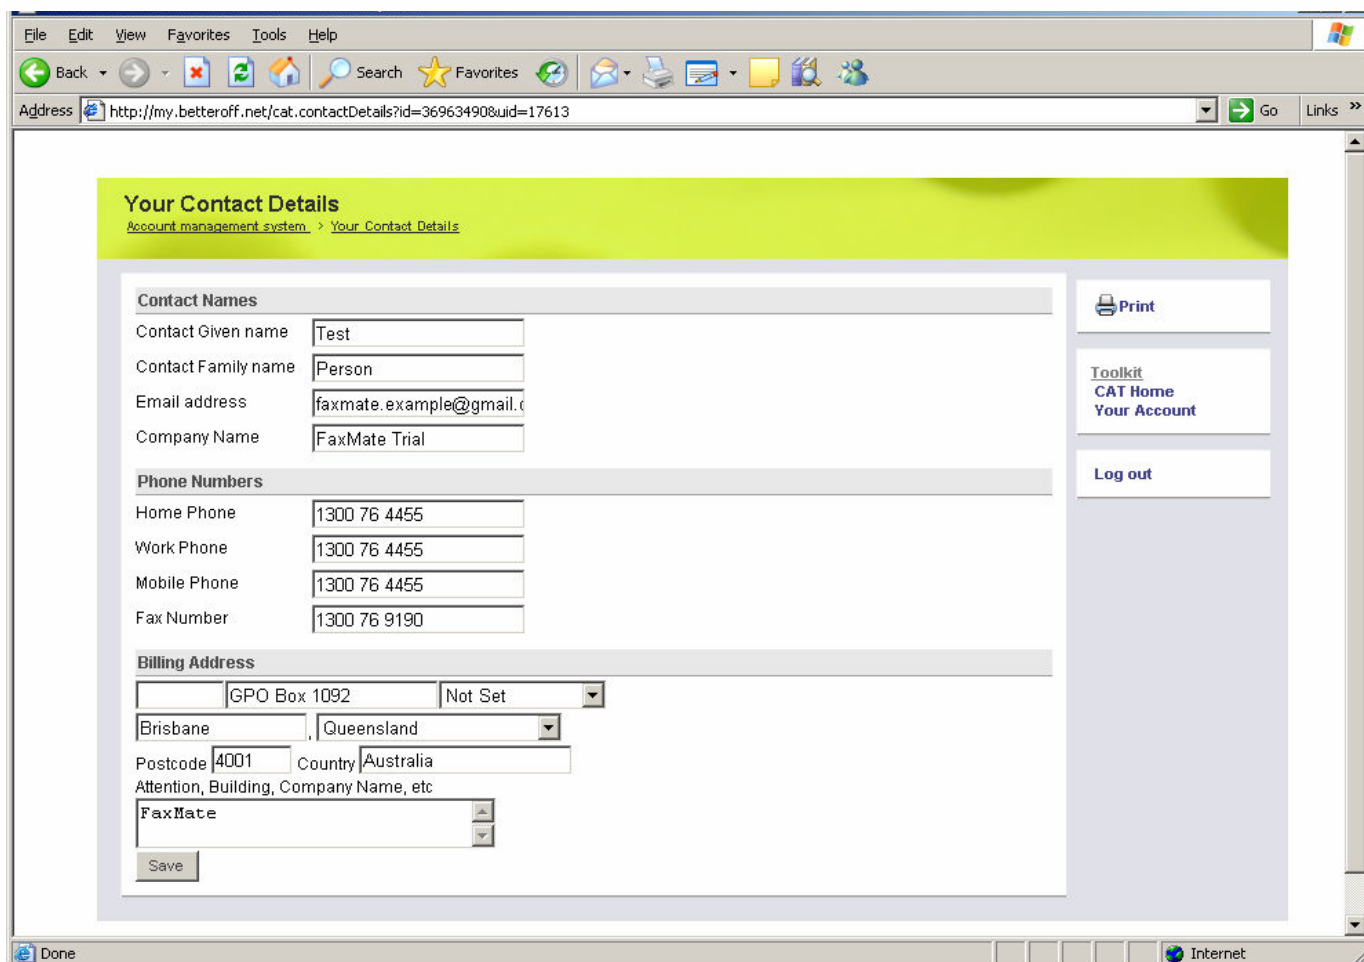 File Edit View Favorites Tools Help
Back Search Favorites
Address http://my.betteroff.net/cat.contactDetails?id=36963490&uid=17613 Go Links »
Your Contact Details
Account management system > Your Contact Details
Contact Names
Contact Given name Test
Contact Family name Person
Email address faxmate.example@gmail.c
Company Name FaxMate Trial
Phone Numbers
Home Phone 1300 76 4455
Work Phone 1300 76 4455
Mobile Phone 1300 76 4455
Fax Number 1300 76 9190
Billing Address
GPO Box 1092 Not Set
Brisbane , Queensland
Postcode 4001 Country Australia
Attention, Building, Company Name, etc
FaxMate
Save
Print
Toolkit
CAT Home
Your Account
Log out
Done Internet